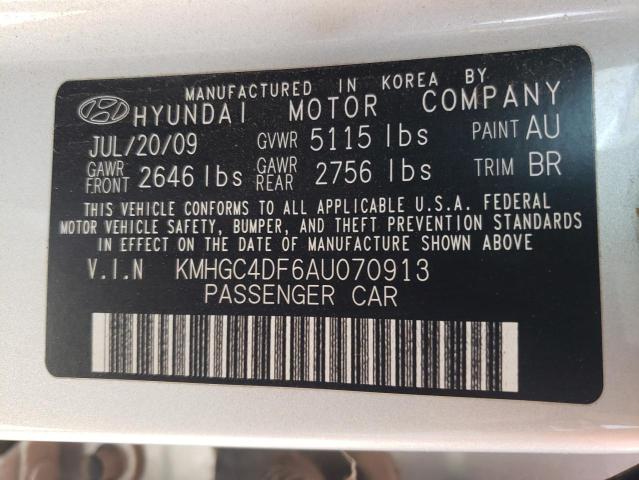 MANUFACTURED IN KOREA BY
HYUNDAI MOTOR COMPANY
JUL/20/09 GVWR 5115 lbs PAINT AU
GAWR FRONT 2646 lbs GAWR REAR 2756 lbs TRIM BR
THIS VEHICLE CONFORMS TO ALL APPLICABLE U.S.A. FEDERAL
MOTOR VEHICLE SAFETY, BUMPER, AND THEFT PREVENTION STANDARDS
IN EFFECT ON THE DATE OF MANUFACTURE SHOWN ABOVE
V.I.N KMHGC4DF6AU070913
PASSENGER CAR